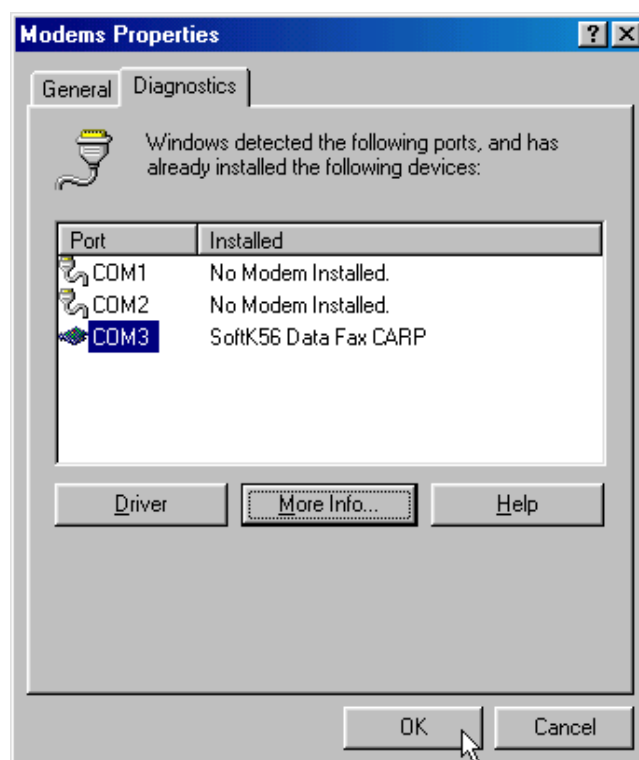 Modems Properties
General Diagnostics
Windows detected the following ports, and has
already installed the following devices:
Port Installed
COM1 No Modem Installed.
COM2 No Modem Installed.
COM3 SoftK56 Data Fax CARP
Driver More Info... Help
OK Cancel